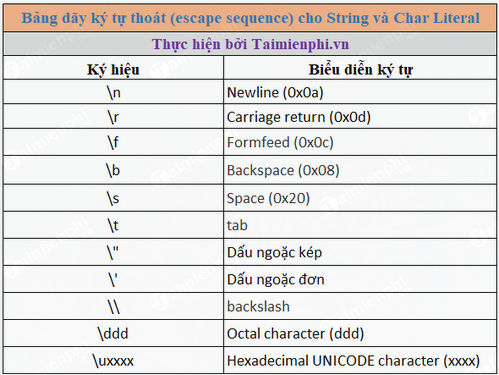 Bảng dãy ký tự thoát (escape sequence) cho String và Char Literal
Thực hiện bởi Taimienphi.vn
Ký hiệu Biểu diễn ký tự
\n Newline (0x0a)
\r Carriage return (0x0d)
\f Formfeed (0x0c)
\b Backspace (0x08)
\s Space (0x20)
\t tab
\" Dấu ngoặc kép
\' Dấu ngoặc đơn
\\ backslash
\ddd Octal character (ddd)
\uxxxx Hexadecimal UNICODE character (xxxx)